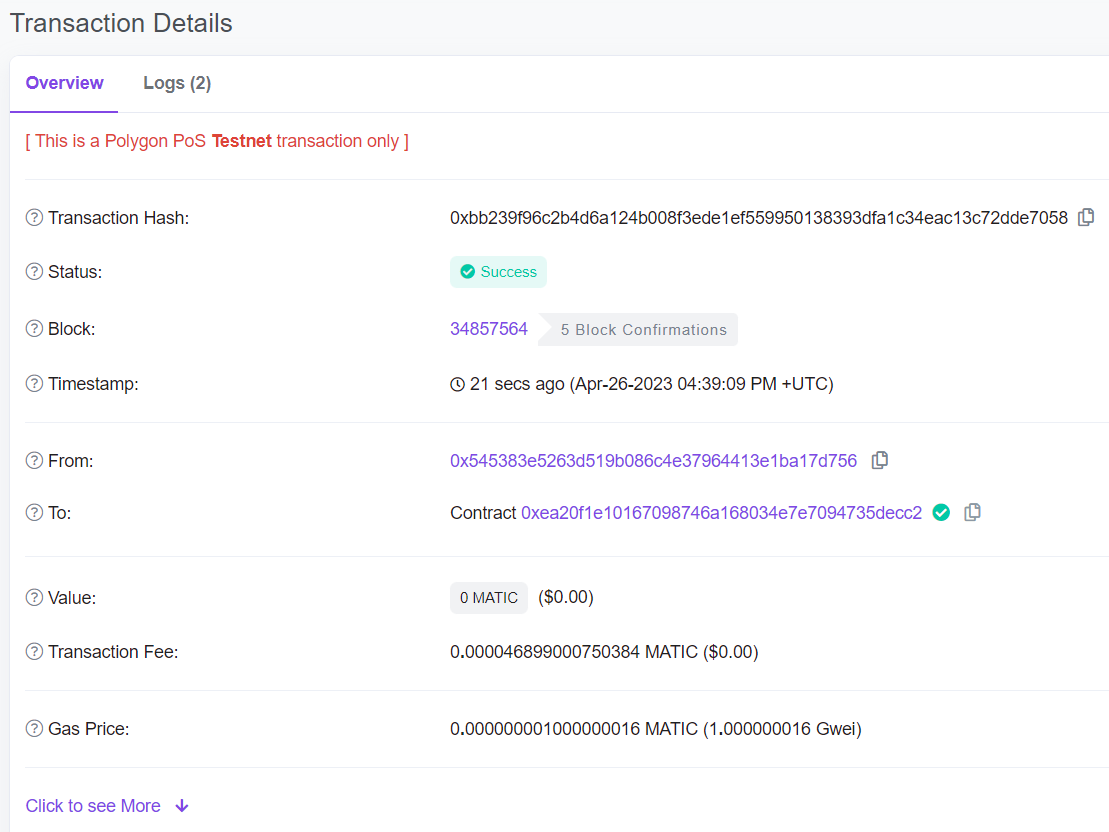 Transaction Details
Overview Logs (2)
[ This is a Polygon PoS Testnet transaction only ]
Transaction Hash: 0xbb239f96c2b4d6a124b008f3ede1ef559950138393dfa1c34eac13c72dde7058
Status: Success
Block: 34857564 5 Block Confirmations
Timestamp: 21 secs ago (Apr-26-2023 04:39:09 PM +UTC)
From: 0x545383e5263d519b086c4e37964413e1ba17d756
To: Contract 0xea20f1e10167098746a168034e7e7094735decc2
Value: 0 MATIC ($0.00)
Transaction Fee: 0.000046899000750384 MATIC ($0.00)
Gas Price: 0.000000001000000016 MATIC (1.000000016 Gwei)
Click to see More